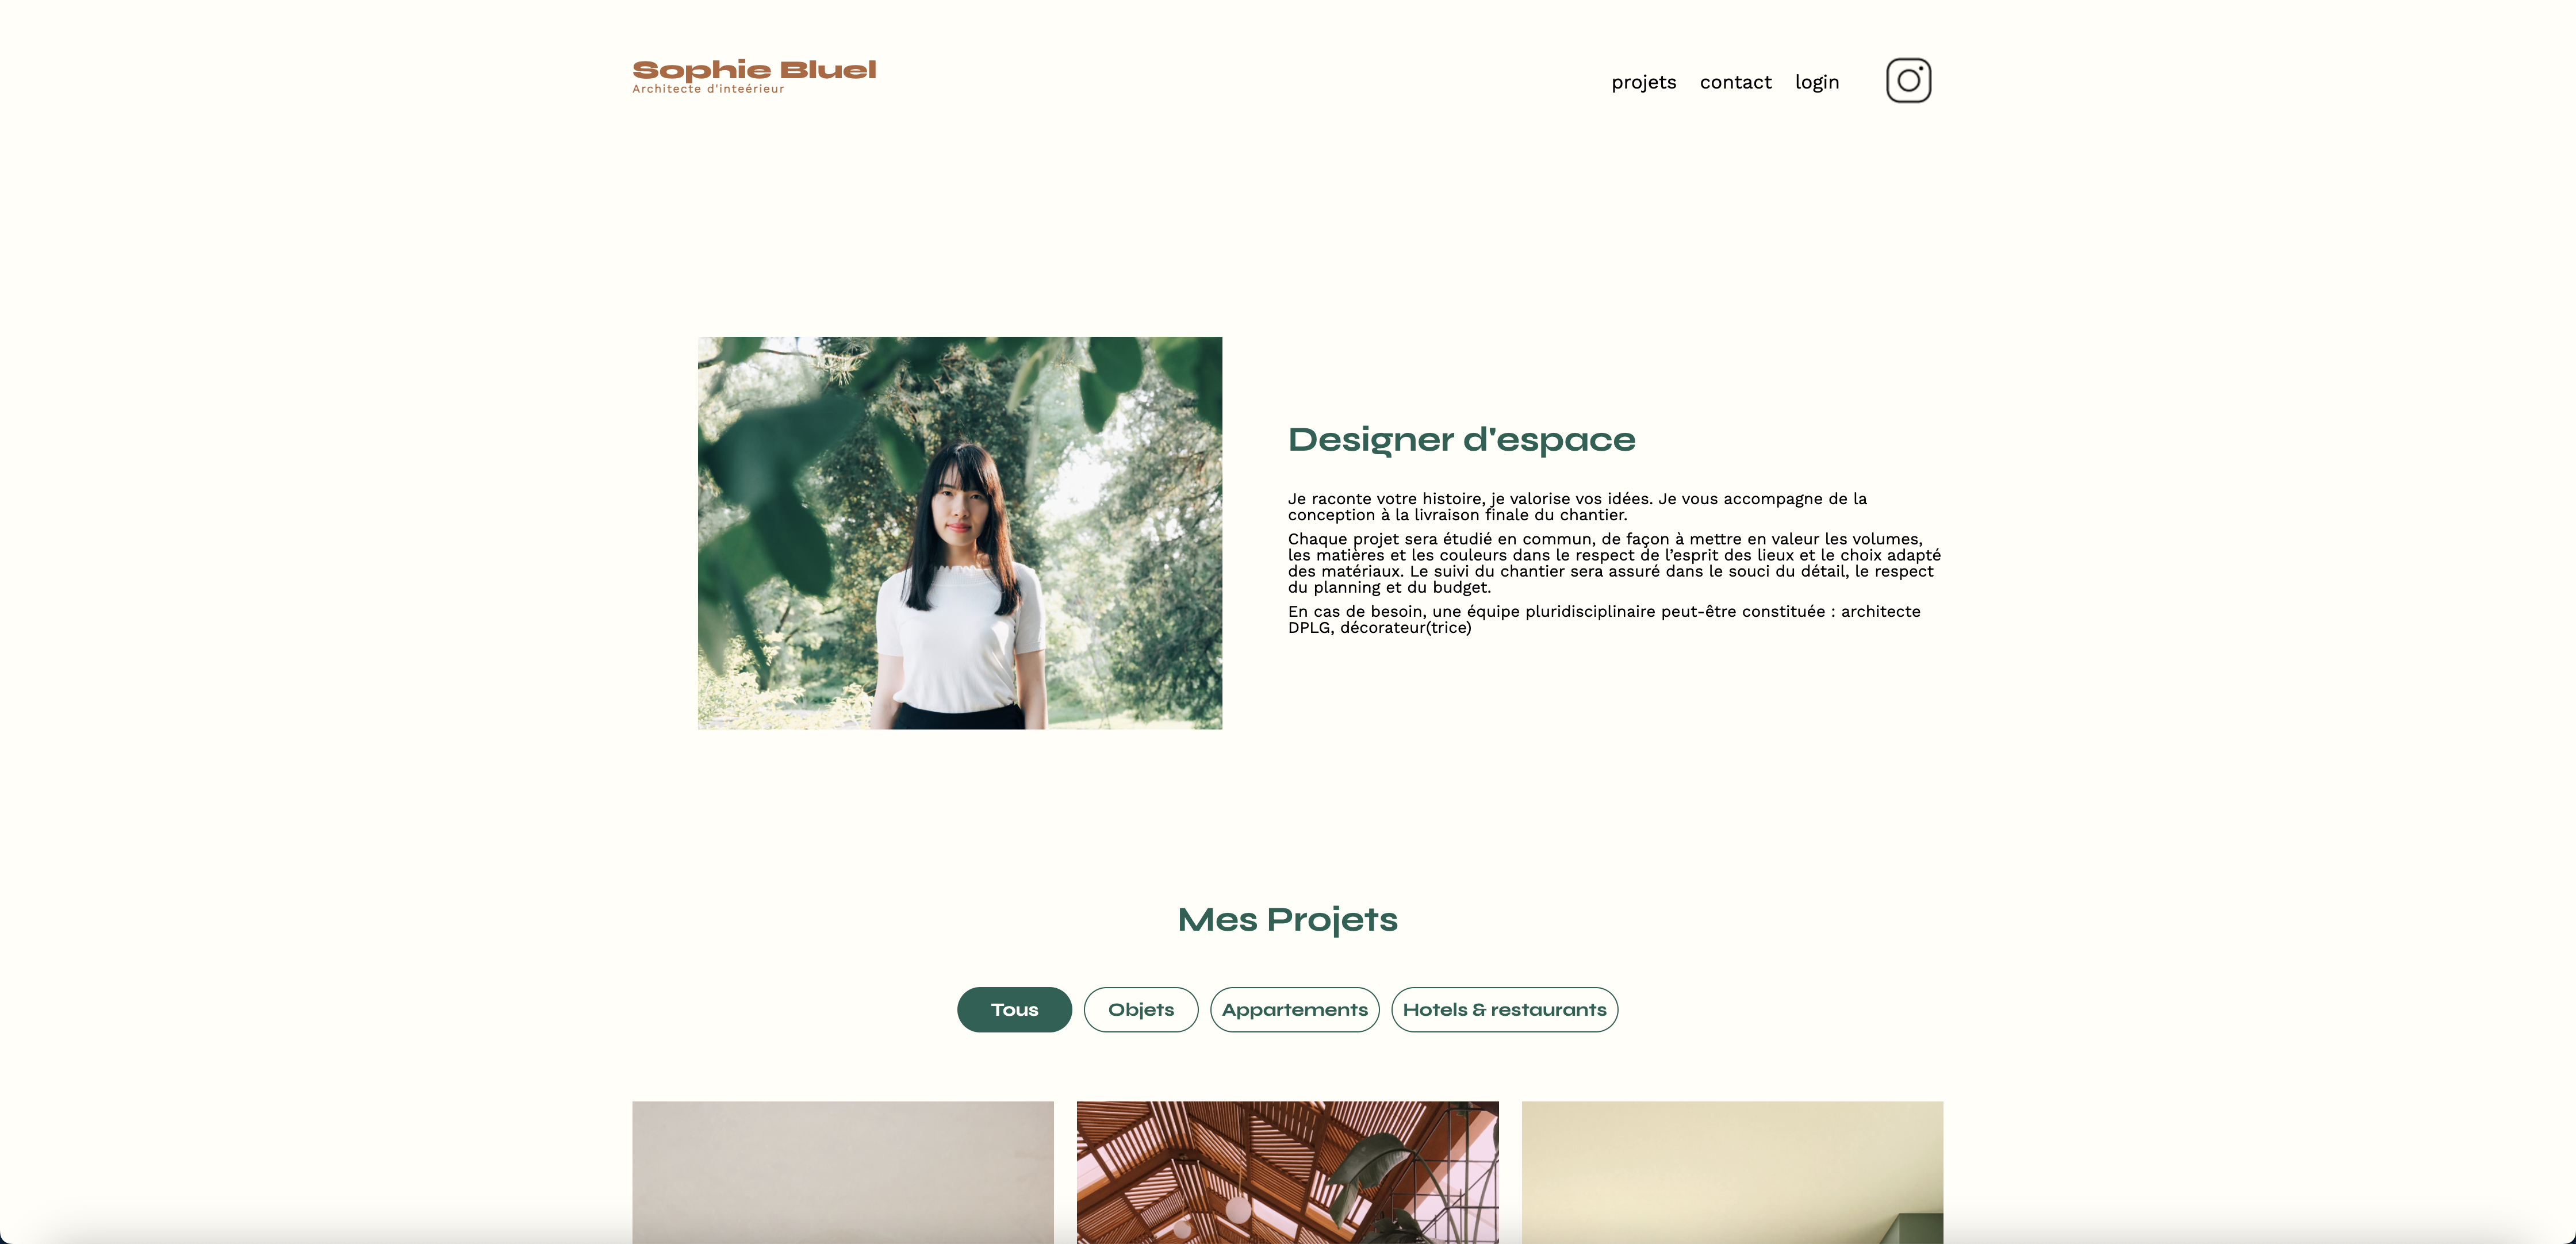 Sophie Bluel
Architecte d'inteérieur
projets contact login
Designer d'espace
Je raconte votre histoire, je valorise vos idées. Je vous accompagne de la
conception à la livraison finale du chantier.
Chaque projet sera étudié en commun, de façon à mettre en valeur les volumes,
les matières et les couleurs dans le respect de l’esprit des lieux et le choix adapté
des matériaux. Le suivi du chantier sera assuré dans le souci du détail, le respect
du planning et du budget.
En cas de besoin, une équipe pluridisciplinaire peut-être constituée : architecte
DPLG, décorateur(trice)
Mes Projets
Tous Objets Appartements Hotels & restaurants